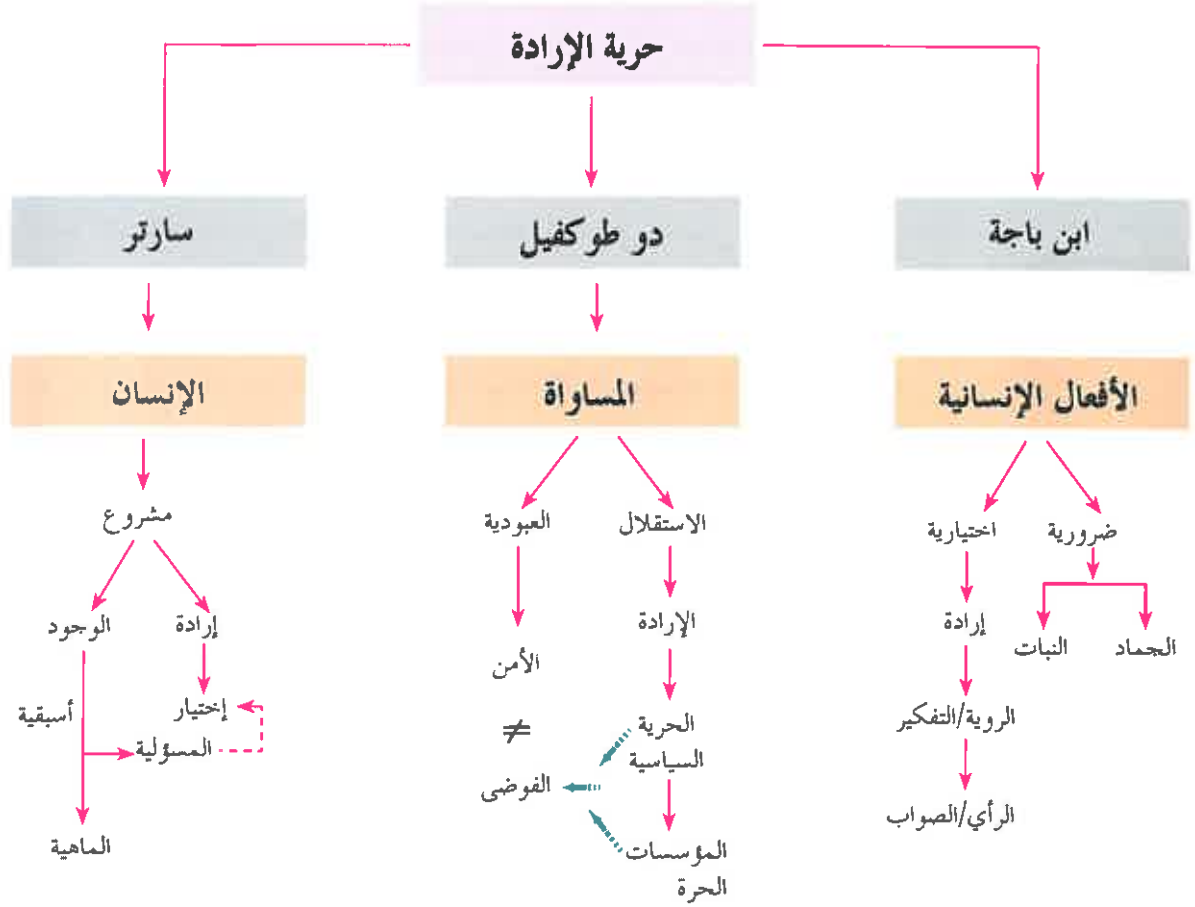 حرية الإرادة
ابن باجة
دو طوكفيل
سارتر
الأفعال الإنسانية
المساواة
الإنسان
ضرورية
اختيارية
الجماد
النبات
إرادة
الروية/التفكير
الرأي/الصواب
الاستقلال
العبودية
الإرادة
الحرية
السياسية
المؤسسات
الحرة
الأمن
≠
الفوضى
مشروع
إرادة
الوجود
إختيار
أسبقية
المسؤلية
الماهية